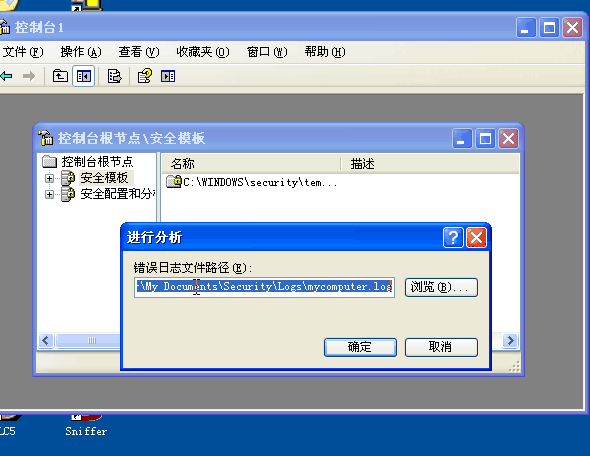 控制台1
文件(F) 操作(A) 查看(V) 收藏夹(O) 窗口(W) 帮助(H)
控制台根节点\安全模板
控制台根节点
安全模板
安全配置和分
名称 描述
C:\WINDOWS\security\tem...
进行分析
错误日志文件路径(E):
\My Documents\Security\Logs\mycomputer.log
浏览(B)...
确定 取消
LC5 Sniffer